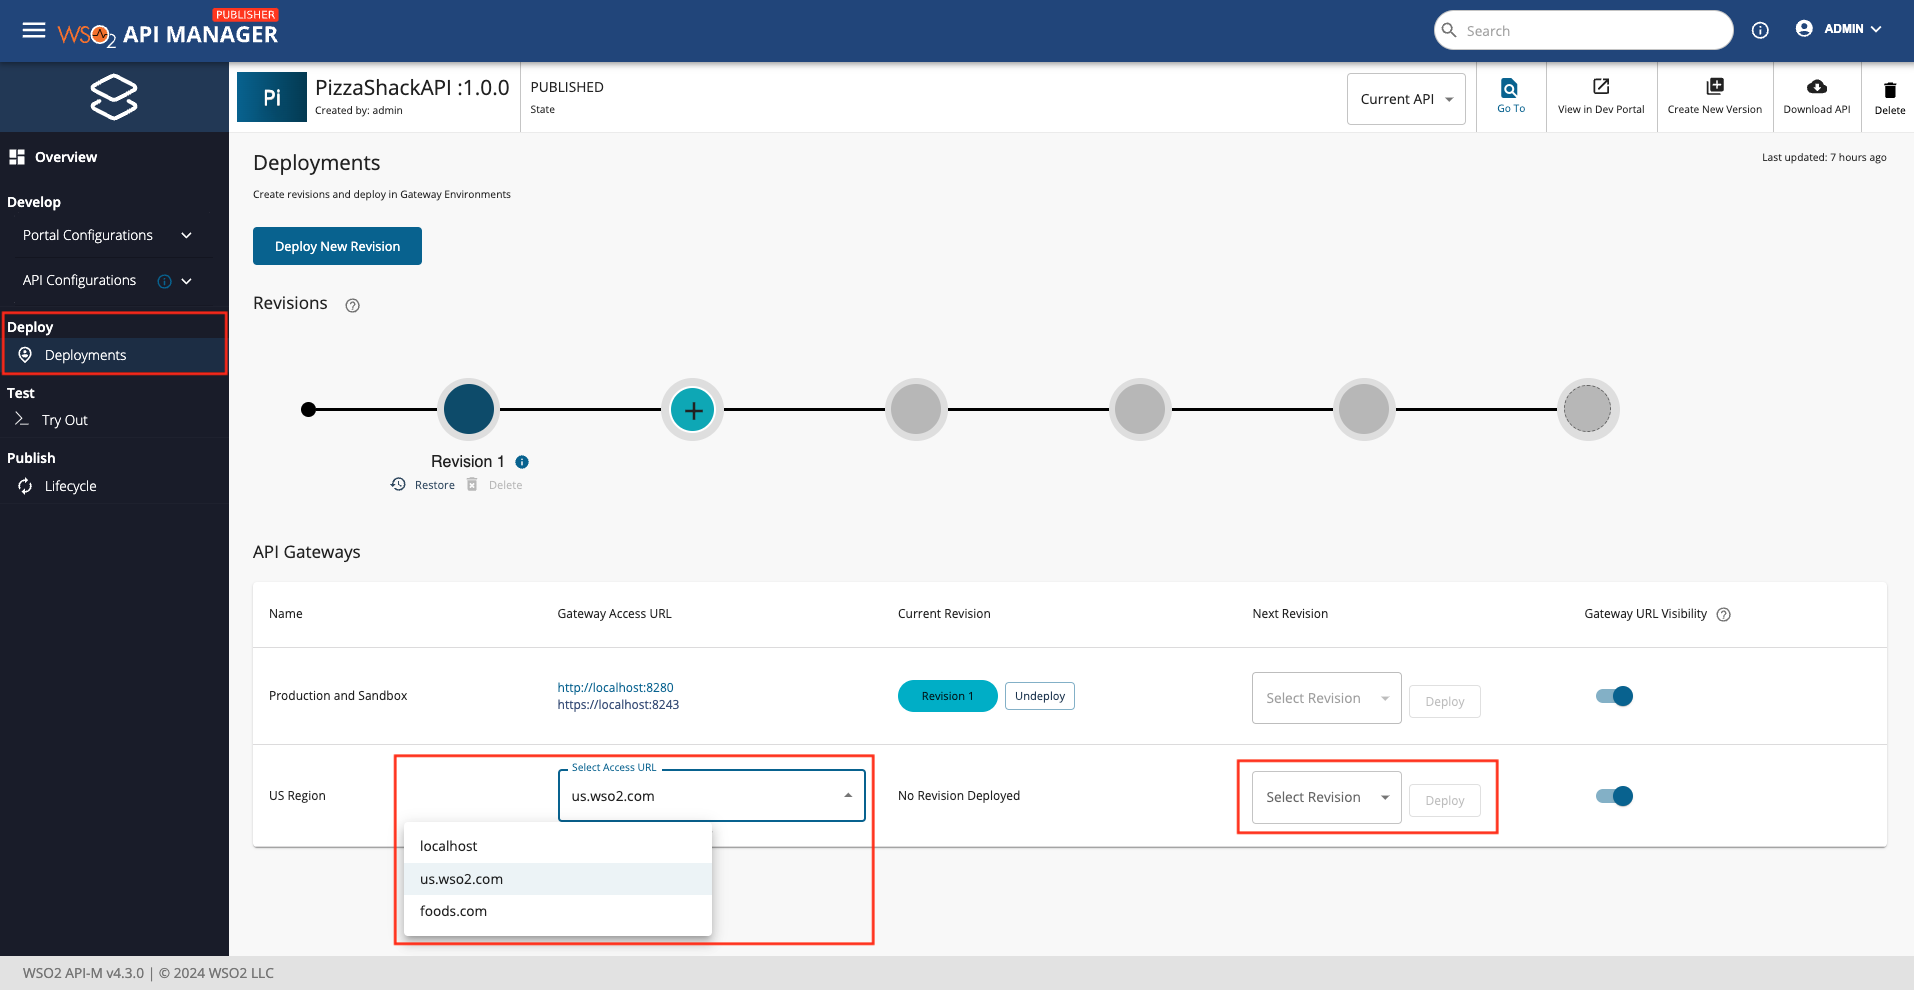 PUBLISHER
WSO2 API MANAGER
Search
ADMIN
Pi
PizzaShackAPI :1.0.0
Created by: admin
PUBLISHED
State
Current API
Go To
View in Dev Portal
Create New Version
Download API
Delete
Overview
Develop
Portal Configurations
API Configurations
Deploy
Deployments
Test
Try Out
Publish
Lifecycle
Deployments
Last updated: 7 hours ago
Create revisions and deploy in Gateway Environments
Deploy New Revision
Revisions
Revision 1
Restore
Delete
API Gateways
Name
Gateway Access URL
Current Revision
Next Revision
Gateway URL Visibility
Production and Sandbox
http://localhost:8280
https://localhost:8243
Revision 1
Undeploy
Select Revision
Deploy
US Region
Select Access URL
us.wso2.com
No Revision Deployed
Select Revision
Deploy
localhost
us.wso2.com
foods.com
WSO2 API-M v4.3.0 | © 2024 WSO2 LLC